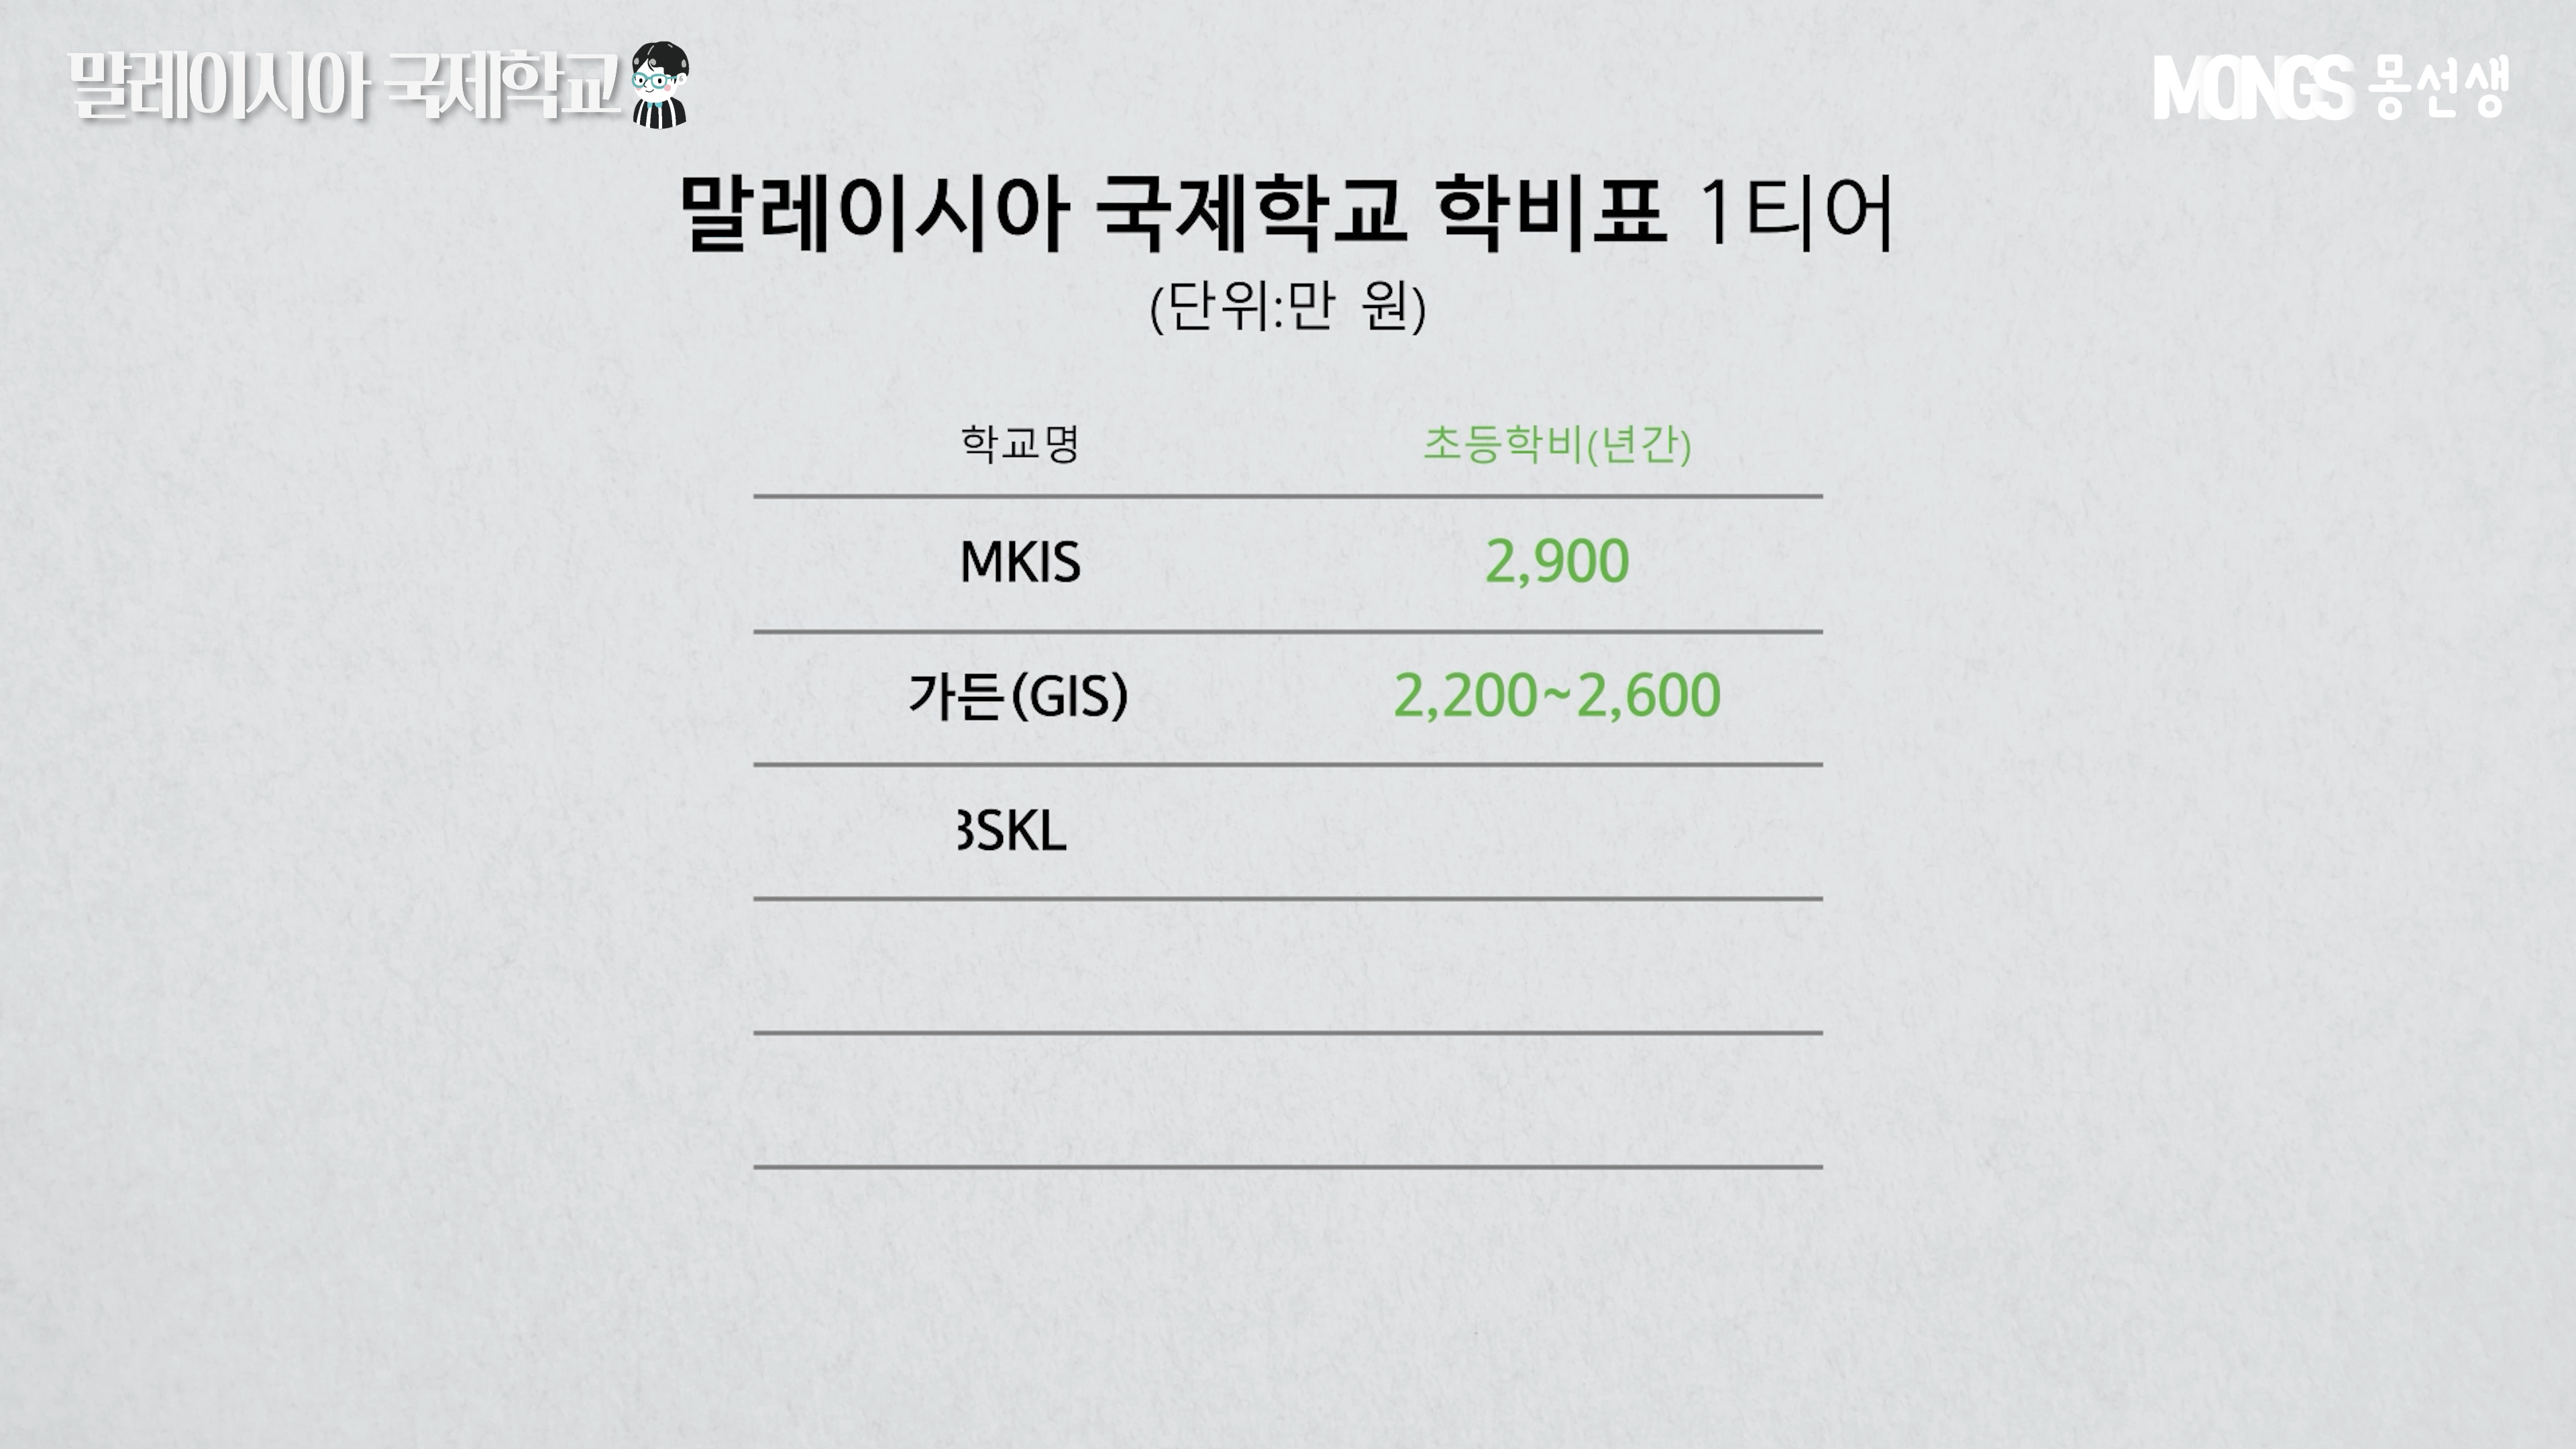 말레이시아 국제학교
MONGS 몽선생
말레이시아 국제학교 학비표 1티어
(단위:만 원)
학교명 초등학비(년간)
MKIS 2,900
가든(GIS) 2,200~2,600
BSKL